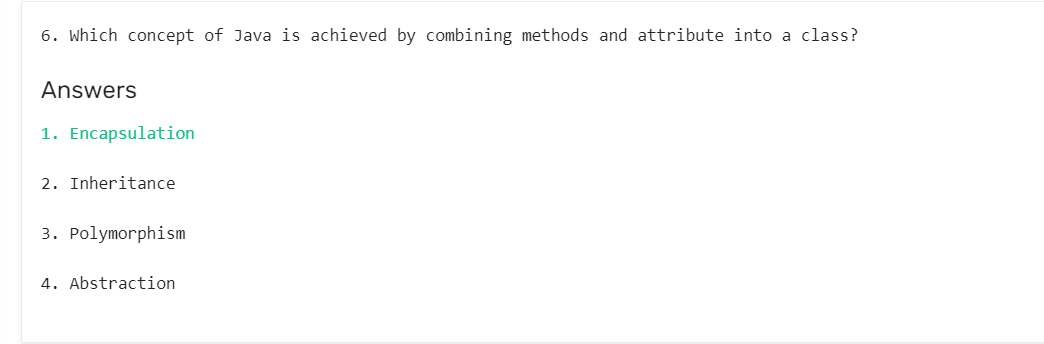 6. Which concept of Java is achieved by combining methods and attribute into a class?
Answers
1. Encapsulation
2. Inheritance
3. Polymorphism
4. Abstraction